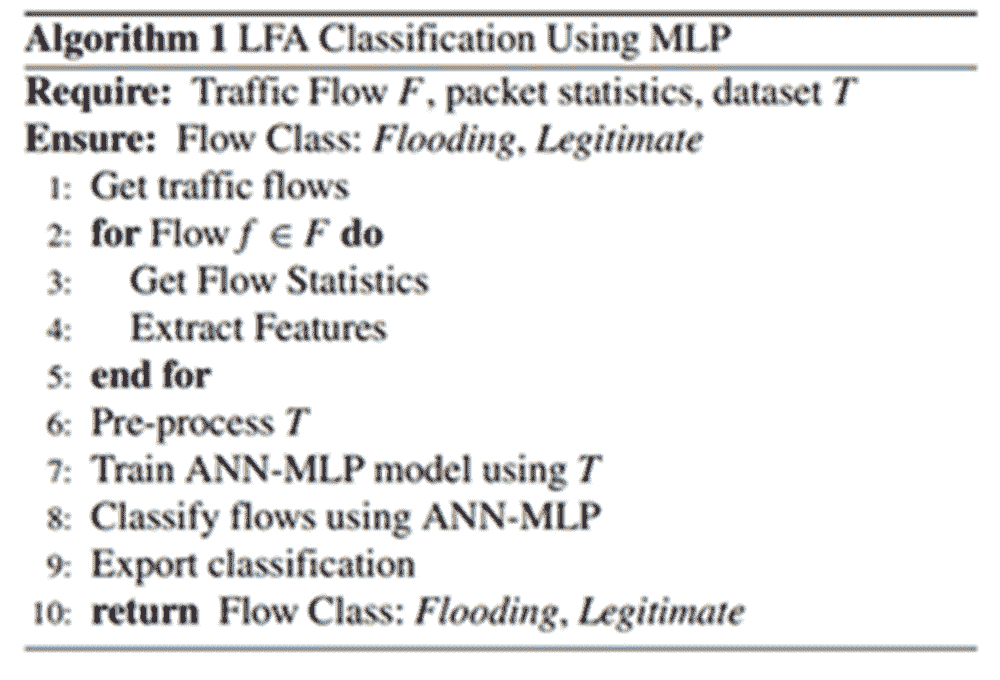 Algorithm 1 LFA Classification Using MLP
Require: Traffic Flow F, packet statistics, dataset T
Ensure: Flow Class: Flooding, Legitimate
1: Get traffic flows
2: for Flow f ∈ F do
3: Get Flow Statistics
4: Extract Features
5: end for
6: Pre-process T
7: Train ANN-MLP model using T
8: Classify flows using ANN-MLP
9: Export classification
10: return Flow Class: Flooding, Legitimate